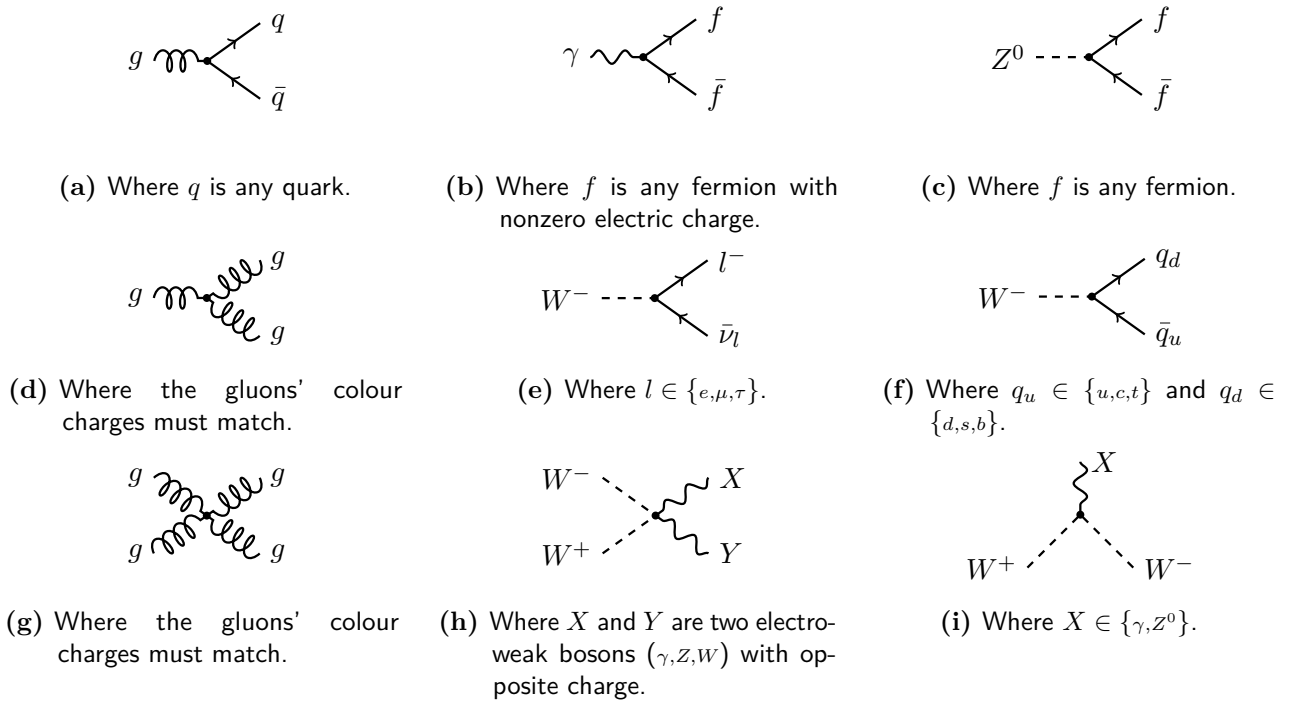 g q q̄
(a) Where q is any quark.
γ f f̄
(b) Where f is any fermion with
nonzero electric charge.
Z⁰ f f̄
(c) Where f is any fermion.
g g g
(d) Where the gluons' colour
charges must match.
W⁻ l⁻ ν̄ₗ
(e) Where l ∈ {e,μ,τ}.
W⁻ q_d q̄_u
(f) Where q_u ∈ {u,c,t} and q_d ∈
{d,s,b}.
g g g g
(g) Where the gluons' colour
charges must match.
W⁻ X
W⁺ Y
(h) Where X and Y are two electro-
weak bosons (γ,Z,W) with op-
posite charge.
X
W⁺ W⁻
(i) Where X ∈ {γ,Z⁰}.